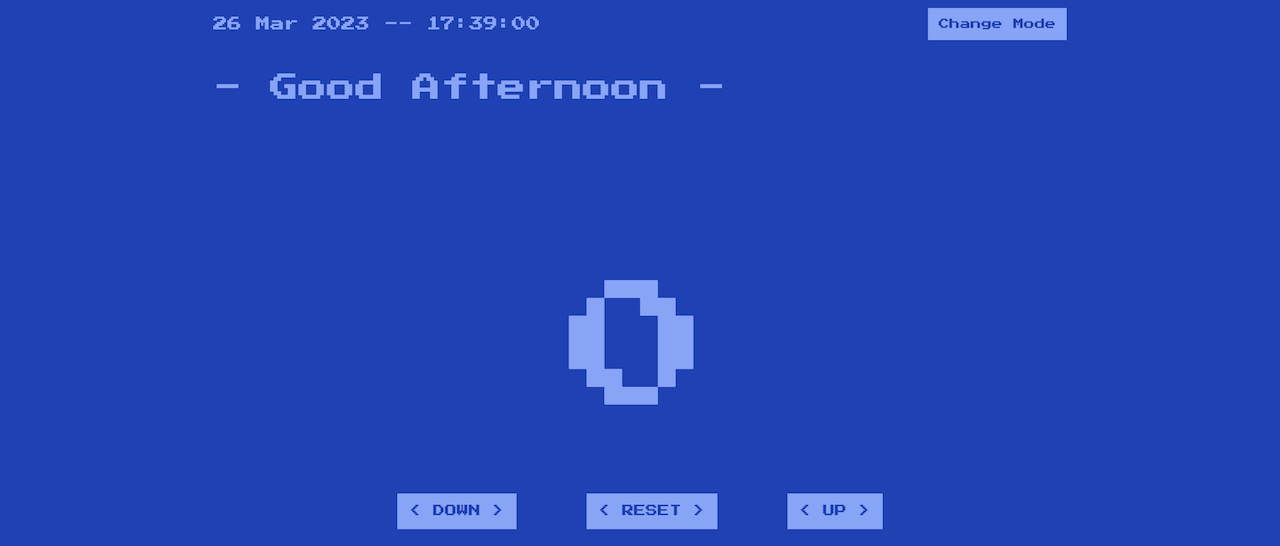 26 Mar 2023 -- 17:39:00
Change Mode
- Good Afternoon -
0
< DOWN >
< RESET >
< UP >